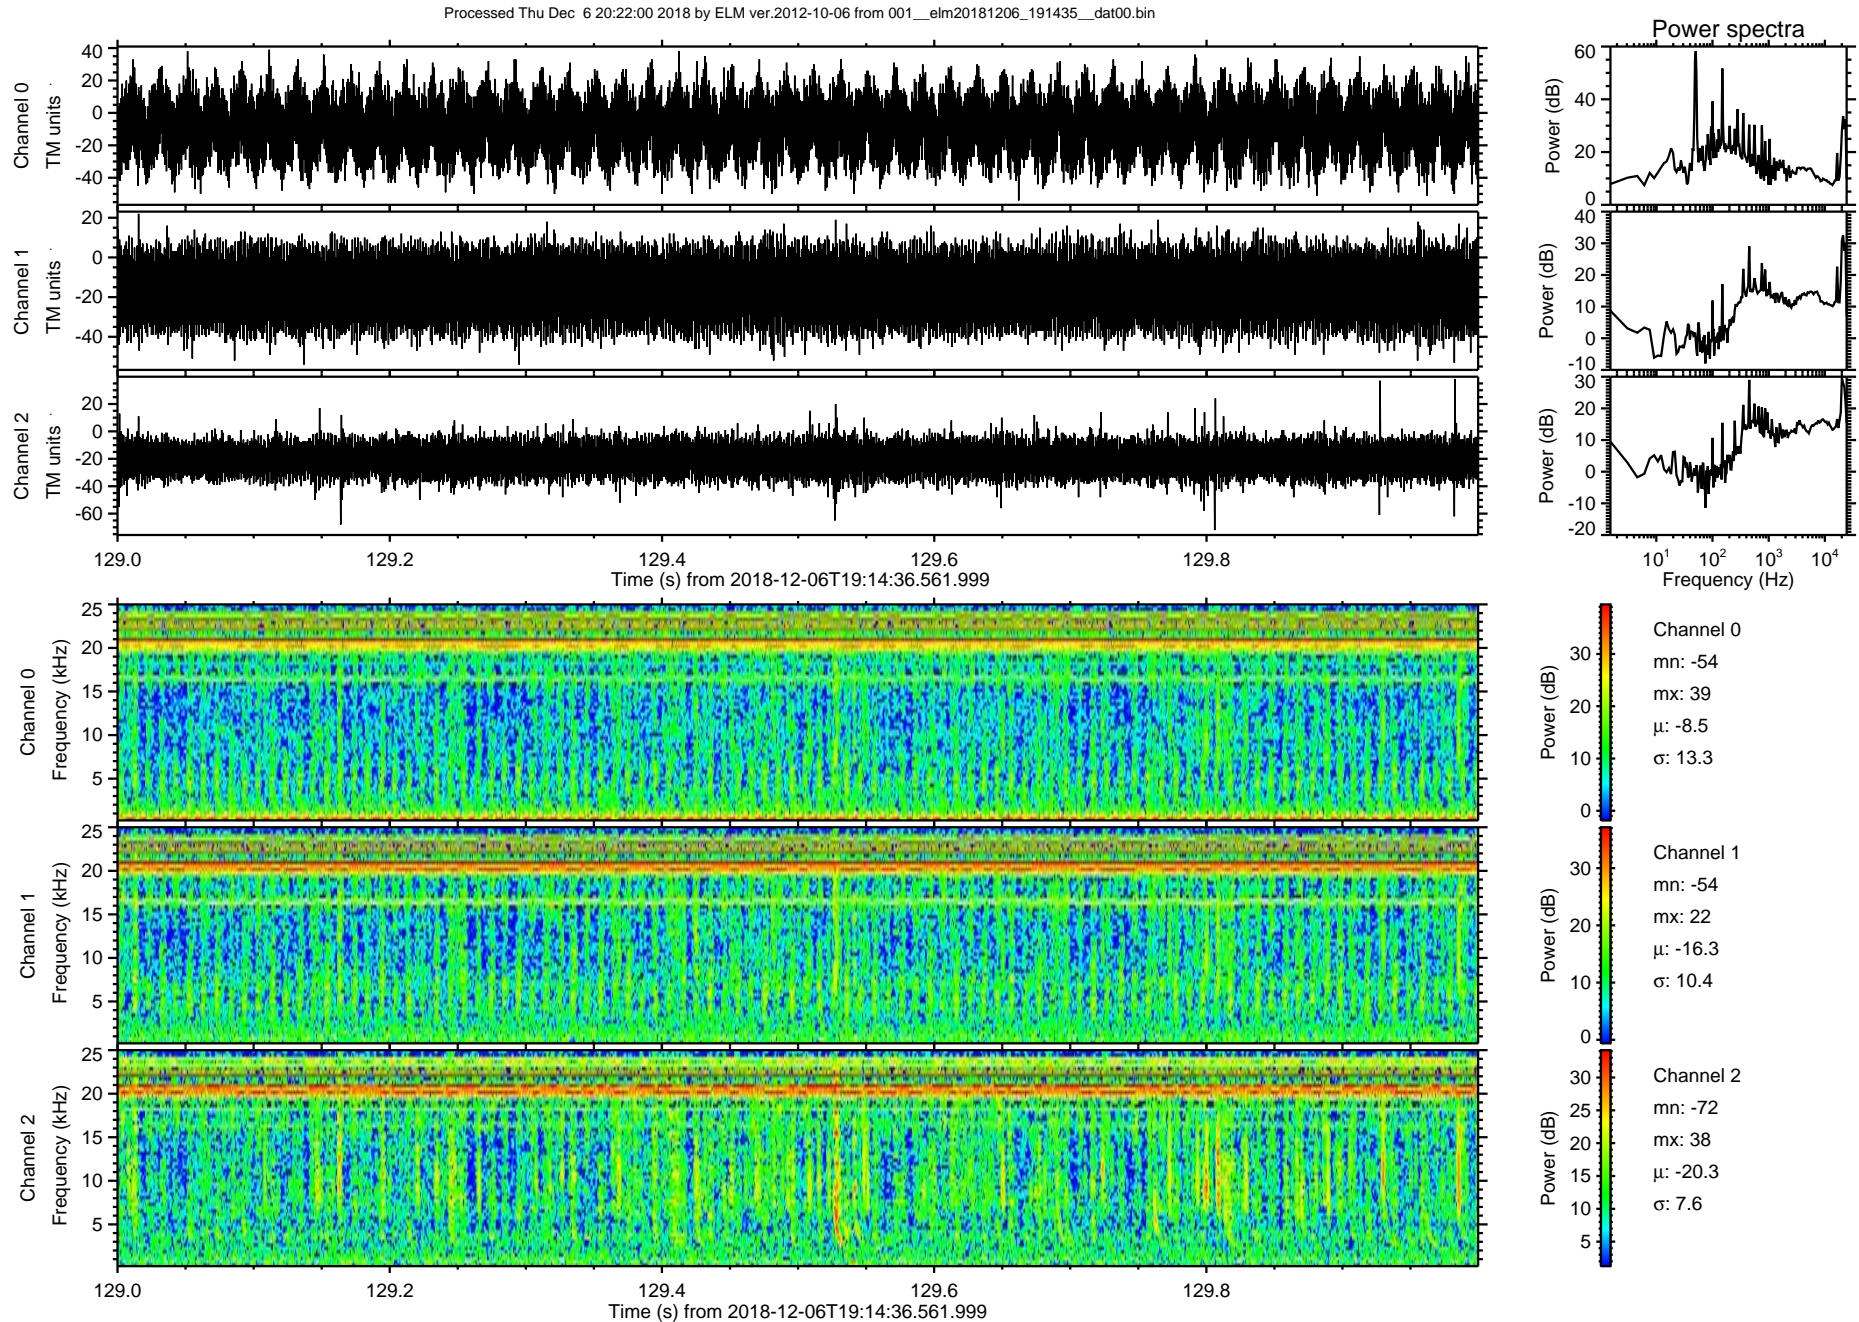 Processed Thu Dec  6 20:22:00 2018 by ELM ver.2012-10-06 from 001__elm20181206_191435__dat00.bin
Power spectra
Channel 0
TM units
40
20
0
-20
-40
Power (dB)
60
40
20
0
Channel 1
TM units
20
0
-20
-40
Power (dB)
40
30
20
10
0
-10
Channel 2
TM units
20
0
-20
-40
-60
Power (dB)
30
20
10
0
-10
-20
129.0 129.2 129.4 129.6 129.8
Time (s) from 2018-12-06T19:14:36.561.999
10^1 10^2 10^3 10^4
Frequency (Hz)
Channel 0
Frequency (kHz)
25
20
15
10
5
Power (dB)
30
20
10
0
Channel 0
mn: -54
mx: 39
μ: -8.5
σ: 13.3
Channel 1
Frequency (kHz)
25
20
15
10
5
Power (dB)
30
20
10
0
Channel 1
mn: -54
mx: 22
μ: -16.3
σ: 10.4
Channel 2
Frequency (kHz)
25
20
15
10
5
Power (dB)
30
25
20
15
10
5
Channel 2
mn: -72
mx: 38
μ: -20.3
σ: 7.6
129.0 129.2 129.4 129.6 129.8
Time (s) from 2018-12-06T19:14:36.561.999